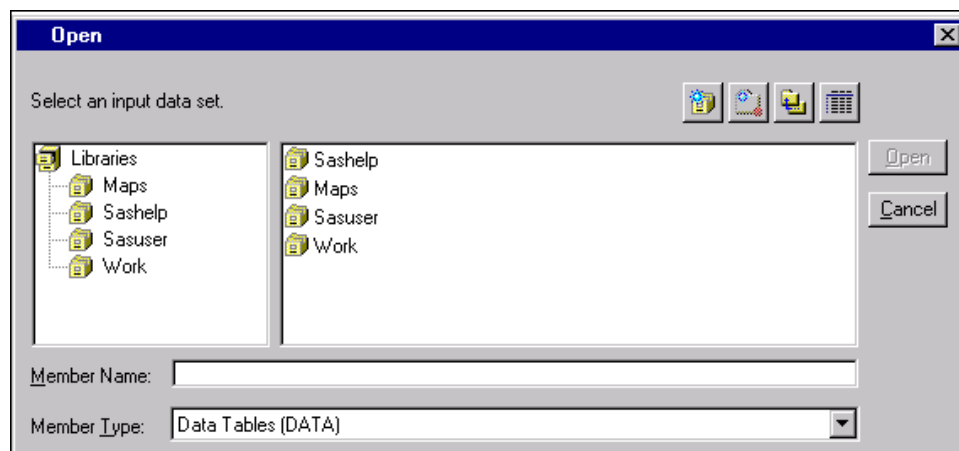 Open
Select an input data set.
Libraries
Maps
Sashelp
Sasuser
Work
Sashelp
Maps
Sasuser
Work
Open
Cancel
Member Name:
Member Type: Data Tables (DATA)